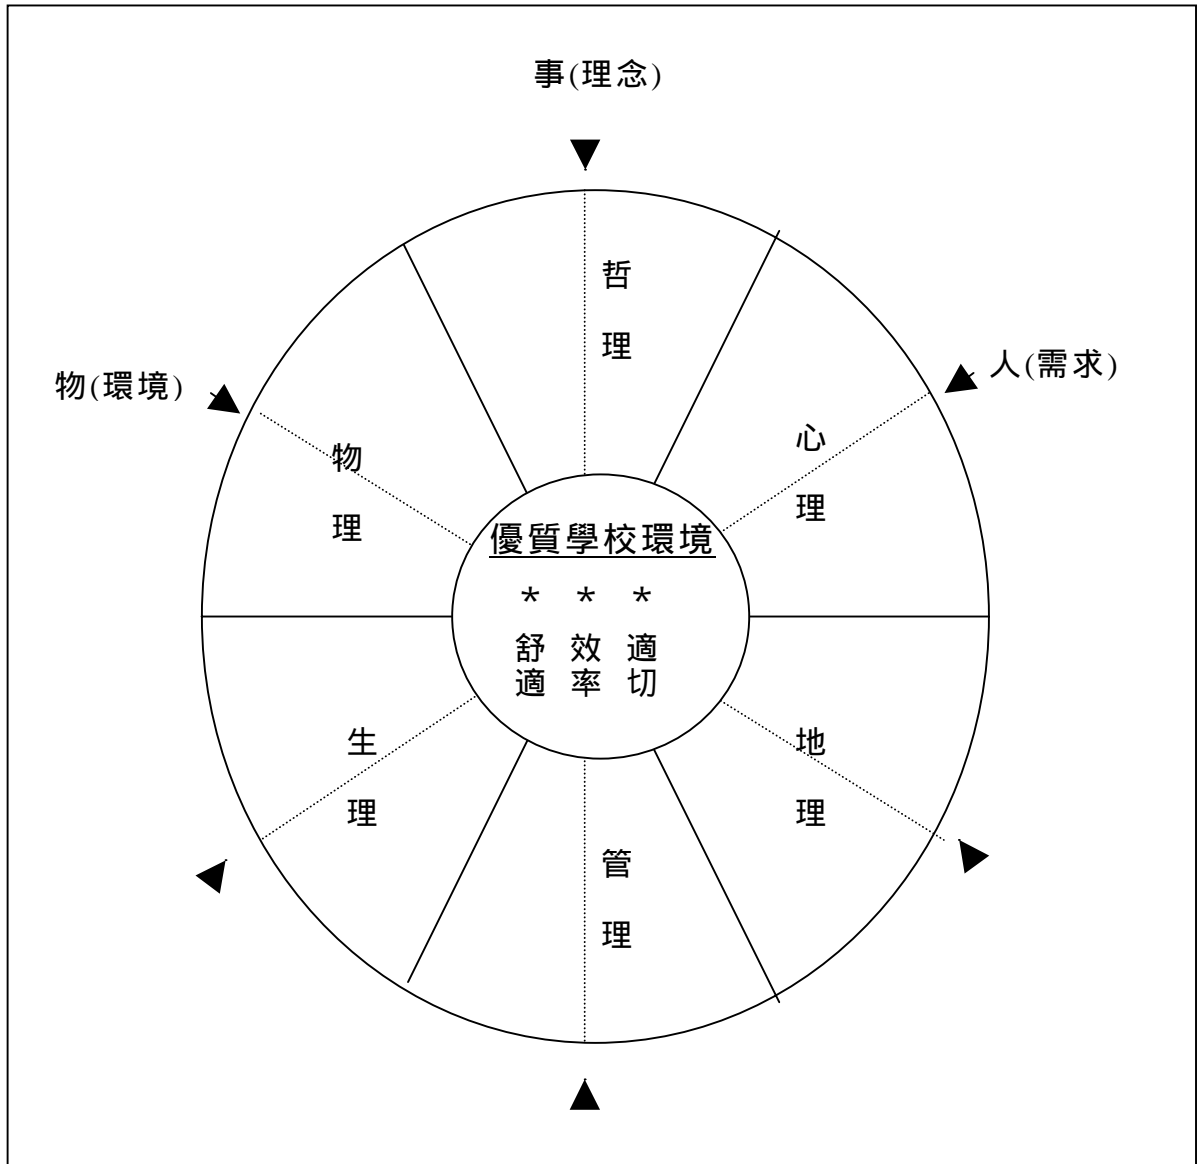 事(理念)
哲理
人(需求)
物(環境)
心理
物理
優質學校環境
* * *
舒適
效率
適切
生理
地理
管理